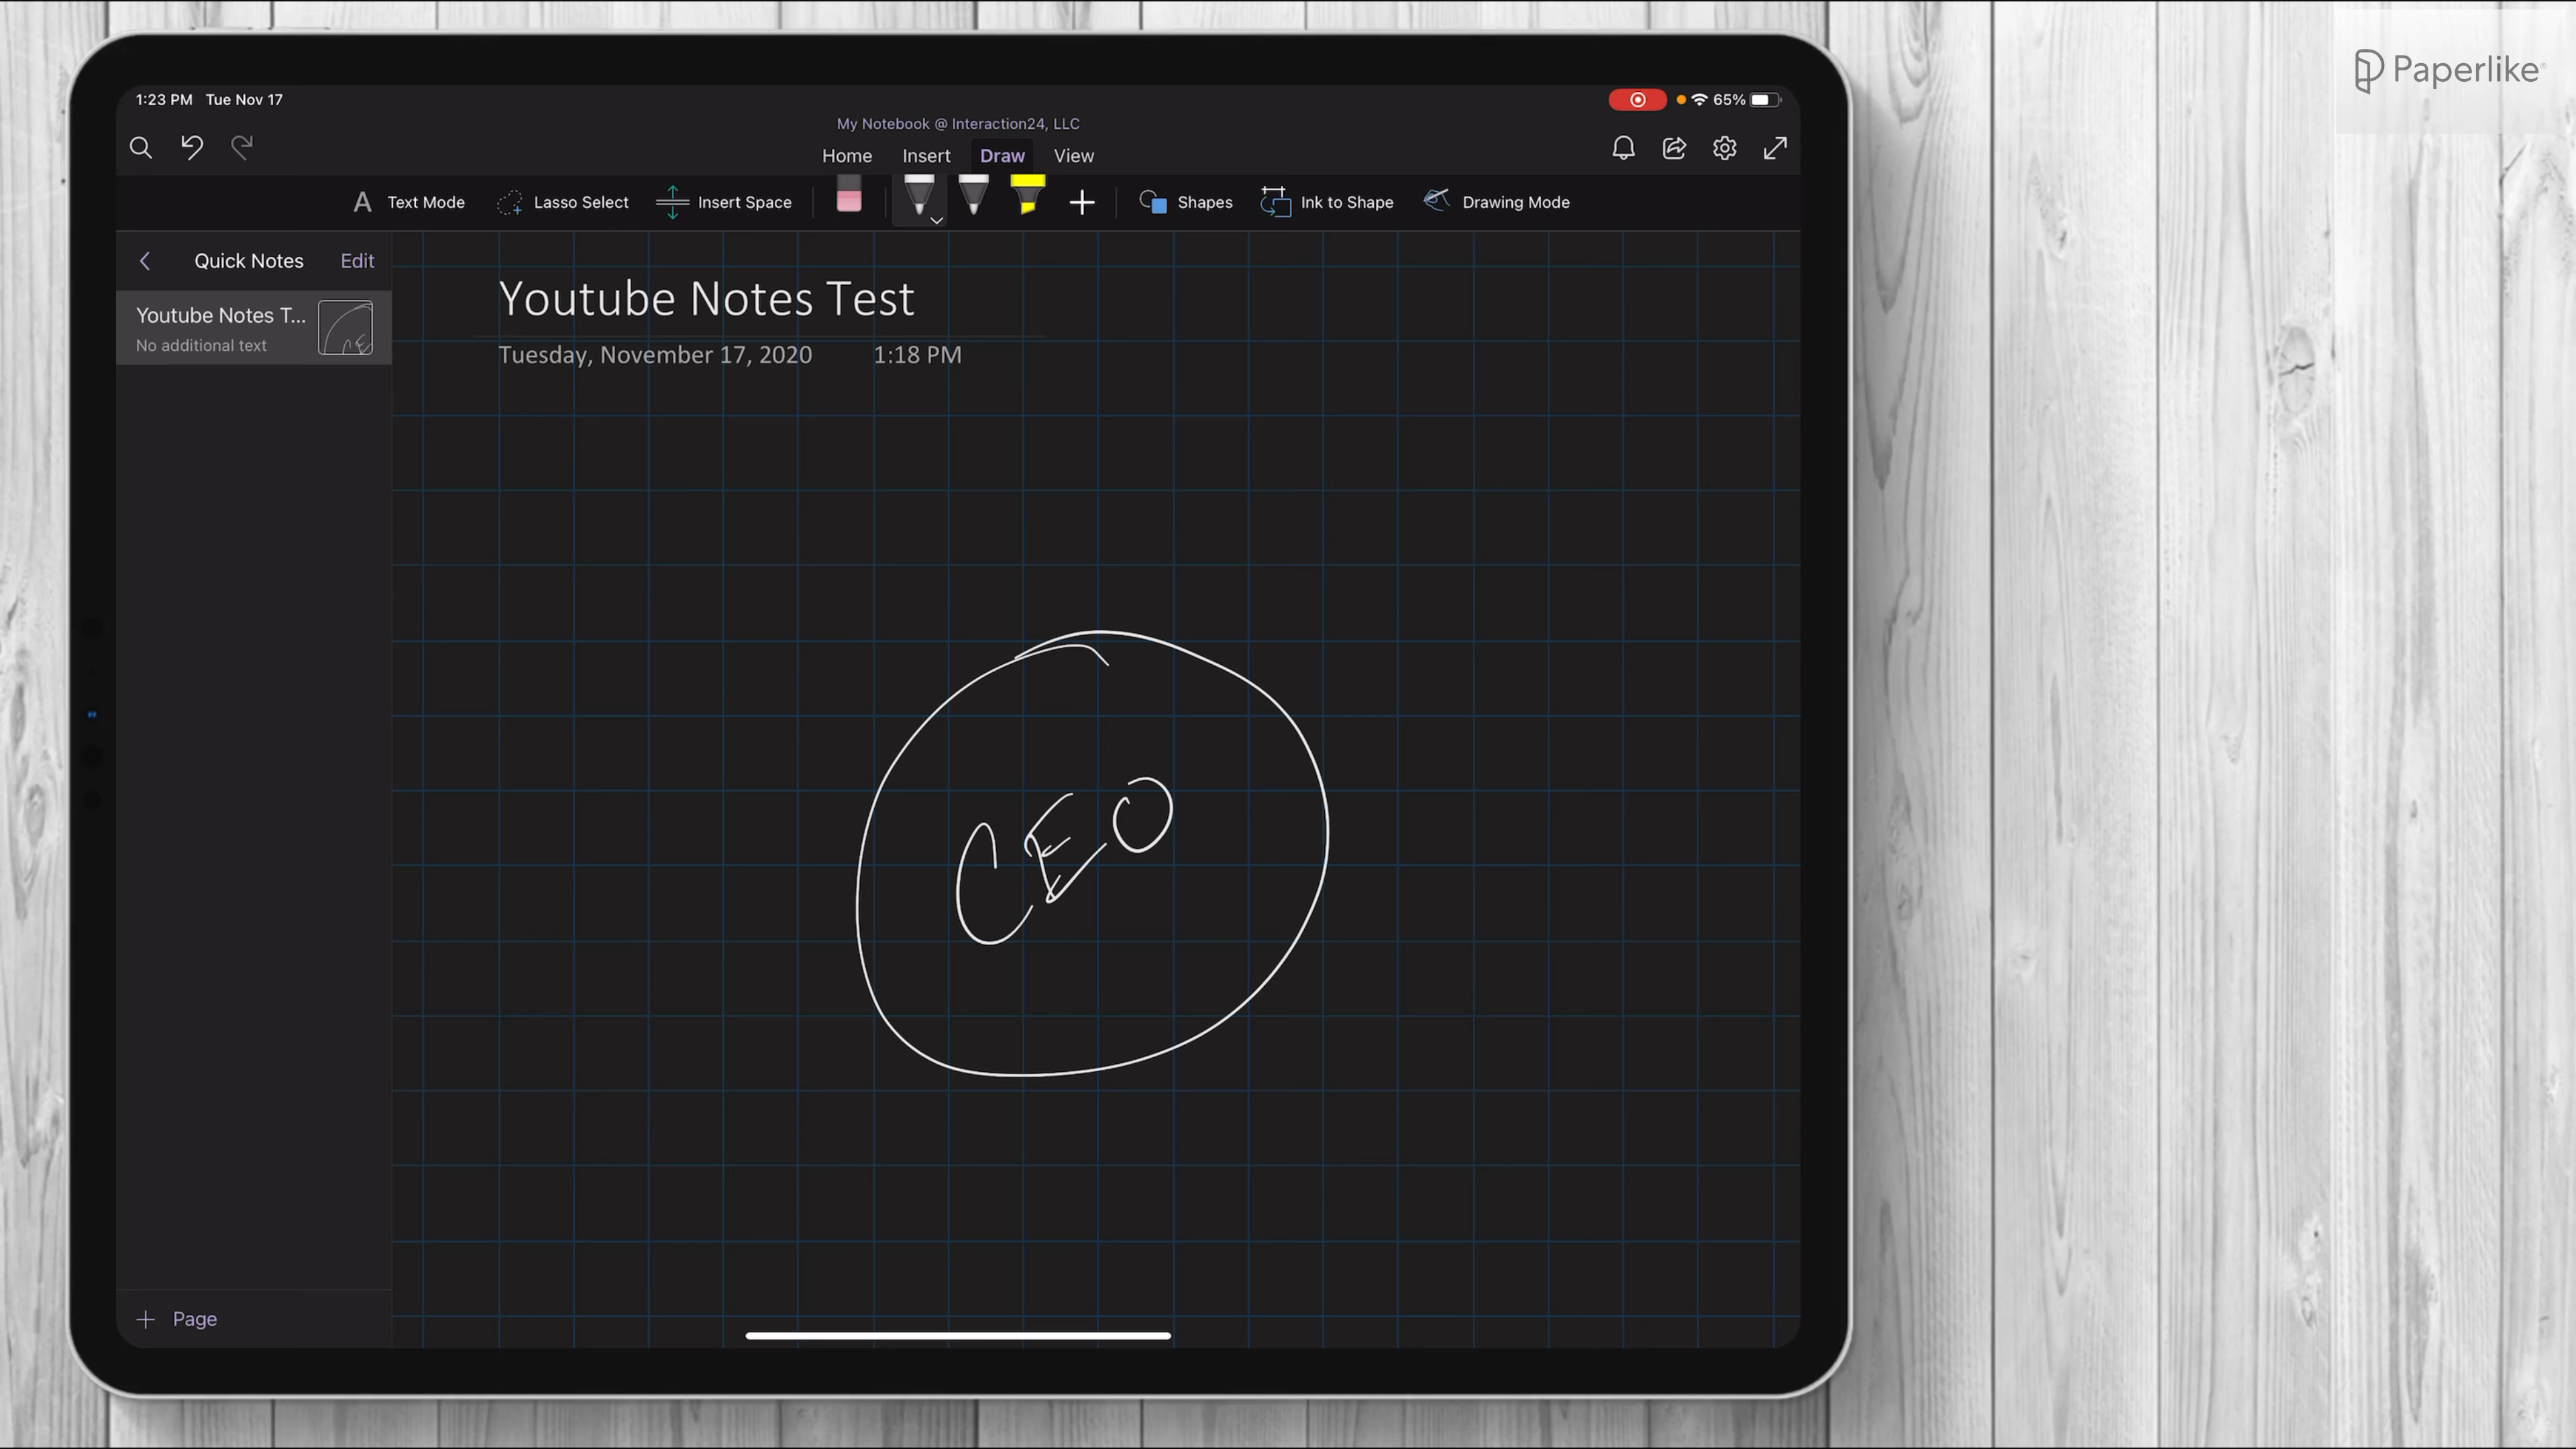 Paperlike
1:23 PM Tue Nov 17
65%
My Notebook @ Interaction24, LLC
Home Insert Draw View
A Text Mode Lasso Select Insert Space Shapes Ink to Shape Drawing Mode
Quick Notes Edit
Youtube Notes T...
No additional text
CE
Youtube Notes Test
Tuesday, November 17, 2020 1:18 PM
CEO
+ Page